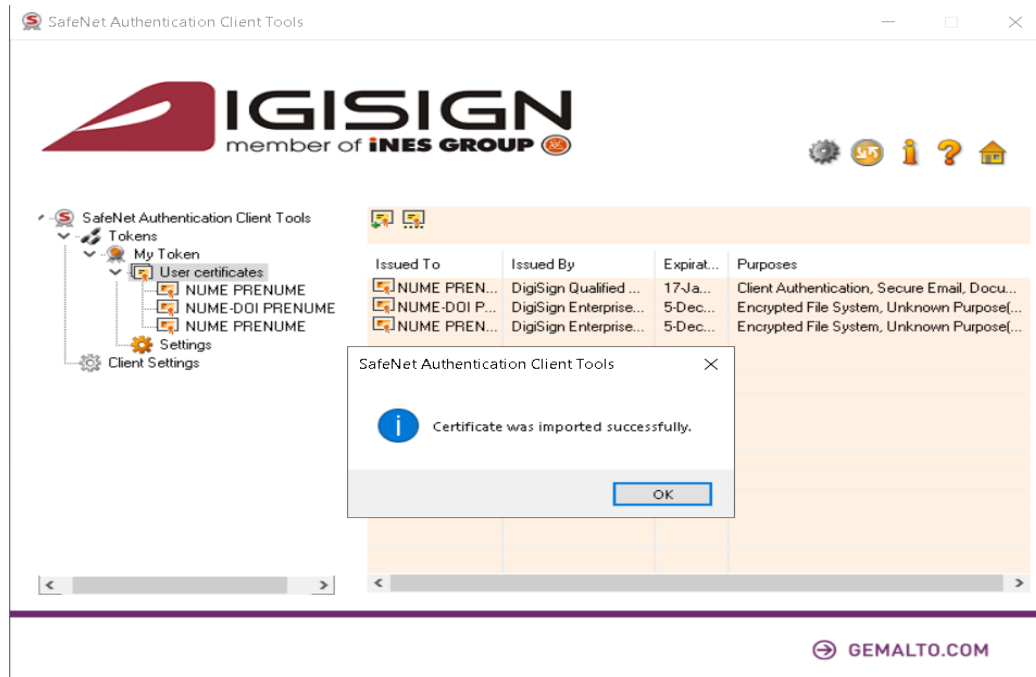 SafeNet Authentication Client Tools
IGISIGN
member of iNES GROUP
SafeNet Authentication Client Tools
Tokens
My Token
User certificates
NUME PRENUME
NUME-DOI PRENUME
NUME PRENUME
Settings
Client Settings
Issued To Issued By Expirat... Purposes
NUME PREN... DigiSign Qualified ... 17-Ja... Client Authentication, Secure Email, Docu...
NUME-DOI P... DigiSign Enterprise... 5-Dec... Encrypted File System, Unknown Purpose(...
NUME PREN... DigiSign Enterprise... 5-Dec... Encrypted File System, Unknown Purpose(...
SafeNet Authentication Client Tools
Certificate was imported successfully.
OK
GEMALTO.COM